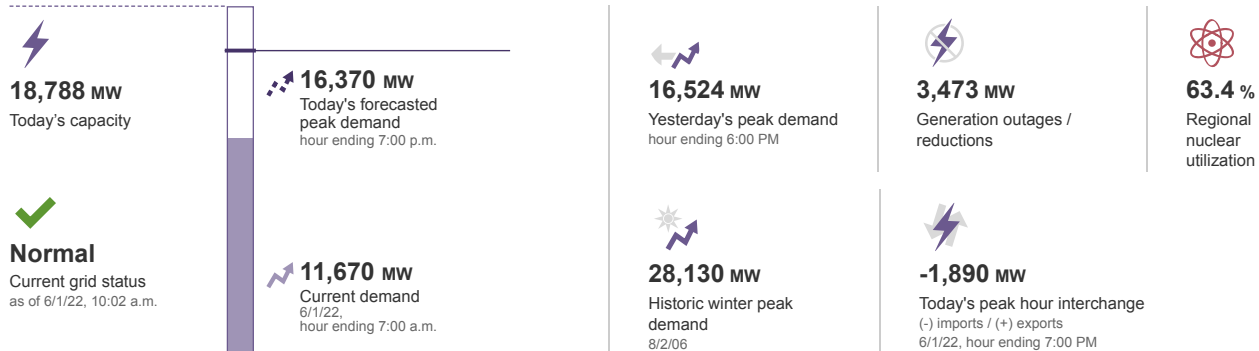 18,788 MW
Today's capacity
Normal
Current grid status
as of 6/1/22, 10:02 a.m.
16,370 MW
Today's forecasted
peak demand
hour ending 7:00 p.m.
11,670 MW
Current demand
6/1/22,
hour ending 7:00 a.m.
16,524 MW
Yesterday's peak demand
hour ending 6:00 PM
3,473 MW
Generation outages /
reductions
63.4 %
Regional
nuclear
utilization
28,130 MW
Historic winter peak
demand
8/2/06
-1,890 MW
Today's peak hour interchange
(-) imports / (+) exports
6/1/22, hour ending 7:00 PM